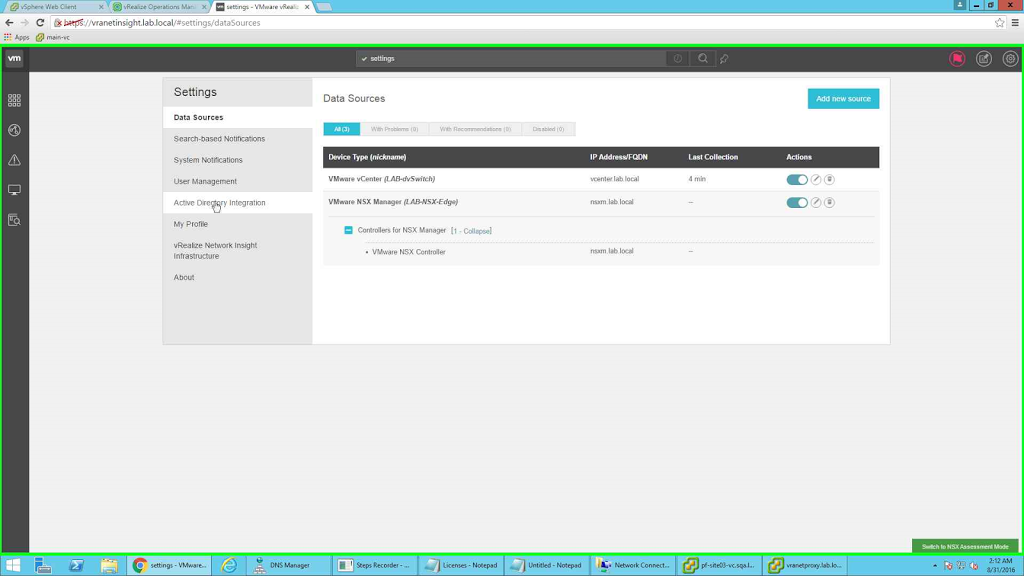 vSphere Web Client
vRealize Operations Man
settings - VMware vReali
https://vranetinsight.lab.local/#settings/dataSources
Apps
main-vc
vm
settings
Settings
Data Sources
Search-based Notifications
System Notifications
User Management
Active Directory Integration
My Profile
vRealize Network Insight
Infrastructure
About
Data Sources
Add new source
All (3)
With Problems (0)
With Recommendations (0)
Disabled (0)
Device Type (nickname) IP Address/FQDN Last Collection Actions
VMware vCenter (LAB-dvSwitch) vcenter.lab.local 4 min
VMware NSX Manager (LAB-NSX-Edge) nsxm.lab.local --
Controllers for NSX Manager [1 - Collapse]
• VMware NSX Controller nsxm.lab.local --
Switch to NSX Assessment Mode
settings - VMware...
DNS Manager
Steps Recorder - ...
Licenses - Notepad
Untitled - Notepad
Network Connect...
pf-site03-vc.sqa.l...
vranetproxy.lab.lo...
2:12 AM
8/31/2016